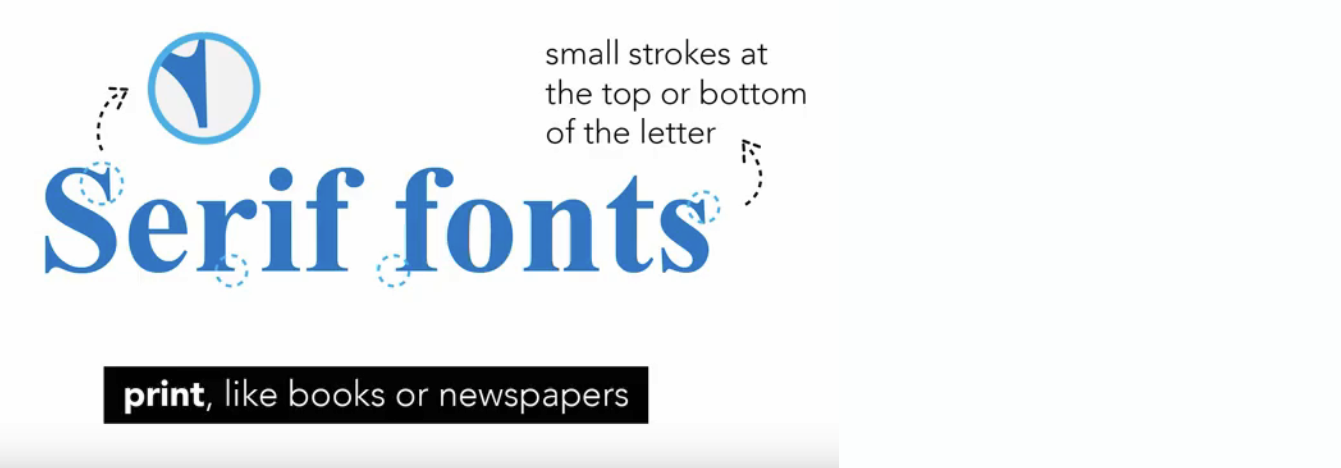 small strokes at
the top or bottom
of the letter
Serif fonts
print, like books or newspapers